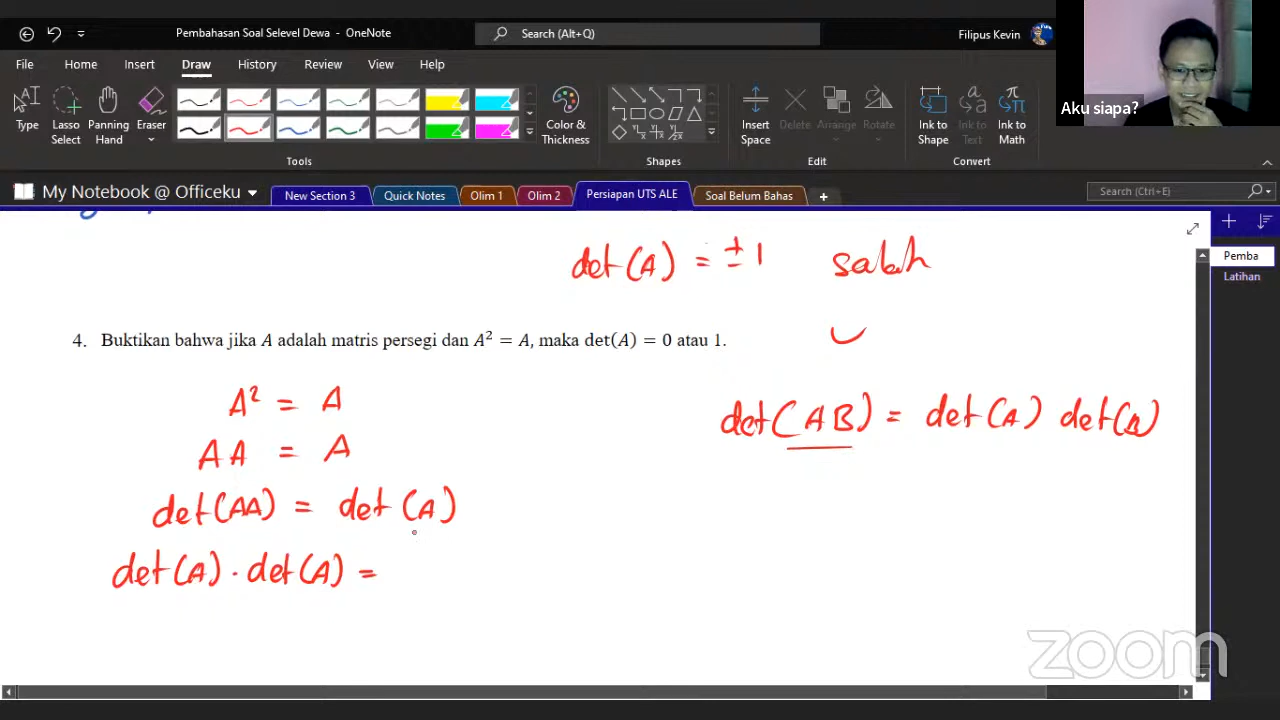 Pembahasan Soal Selevel Dewa - OneNote
Search (Alt+Q)
Filipus Kevin
Aku siapa?
File Home Insert Draw History Review View Help
Type
Lasso Select
Panning Hand
Eraser
Color & Thickness
Insert Space
Delete
Arrange
Rotate
Ink to Shape
Ink to Text
Ink to Math
Tools
Shapes
Edit
Convert
My Notebook @ Officeku
New Section 3
Quick Notes
Olim 1
Olim 2
Persiapan UTS ALE
Soal Belum Bahas
Search (Ctrl+E)
Pemba
Latihan
det(A) = ± 1 salah
4. Buktikan bahwa jika A adalah matris persegi dan A² = A, maka det(A) = 0 atau 1.
A² = A
AA = A
det(AA) = det(A)
det(A) · det(A) =
det(AB) = det(A) det(B)
zoom